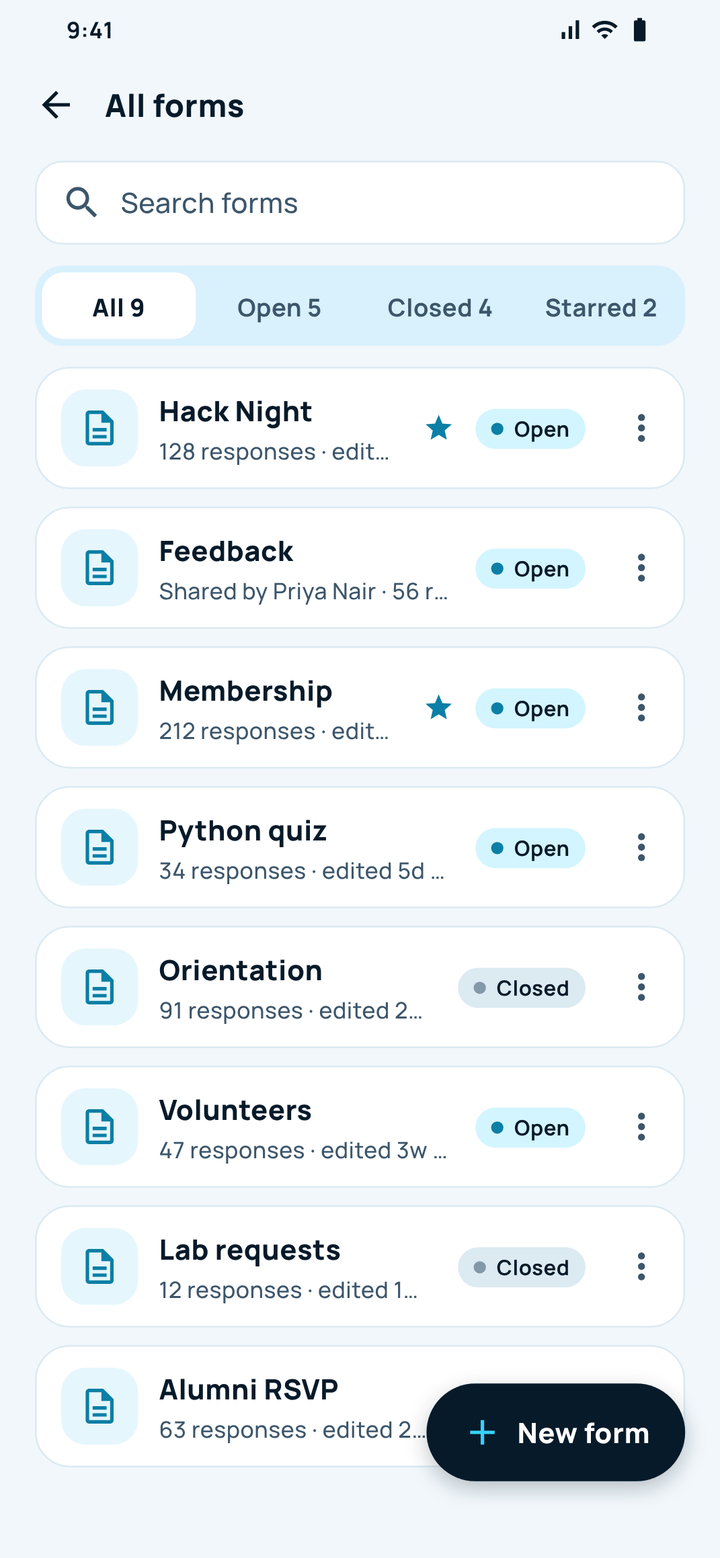 9:41
All forms
Search forms
All 9 Open 5 Closed 4 Starred 2
Hack Night
128 responses · edit…
Open
Feedback
Shared by Priya Nair · 56 r…
Open
Membership
212 responses · edit…
Open
Python quiz
34 responses · edited 5d …
Open
Orientation
91 responses · edited 2…
Closed
Volunteers
47 responses · edited 3w …
Open
Lab requests
12 responses · edited 1…
Closed
Alumni RSVP
63 responses · edited 2…
New form